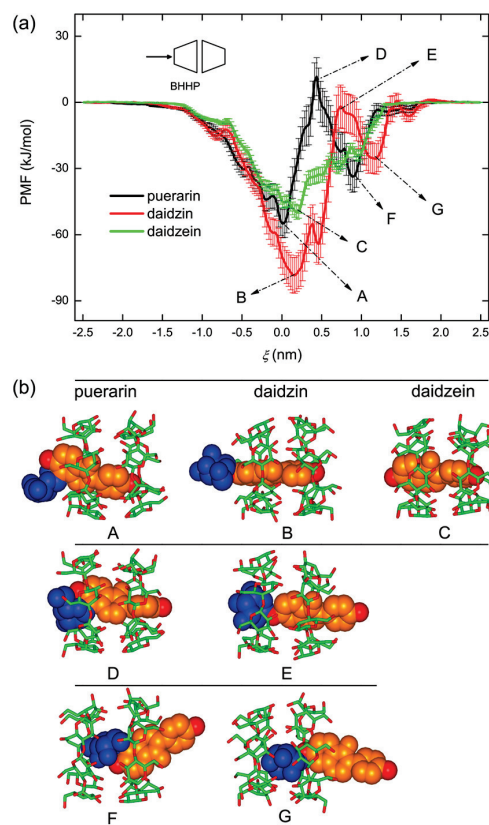 (a)
30
0
-30
-60
-90
PMF (kJ/mol)
BHHP
puerarin
daidzin
daidzein
D
E
F
G
C
B
A
-2.5 -2.0 -1.5 -1.0 -0.5 0.0 0.5 1.0 1.5 2.0 2.5
ξ (nm)
(b)
puerarin daidzin daidzein
A B C
D E
F G